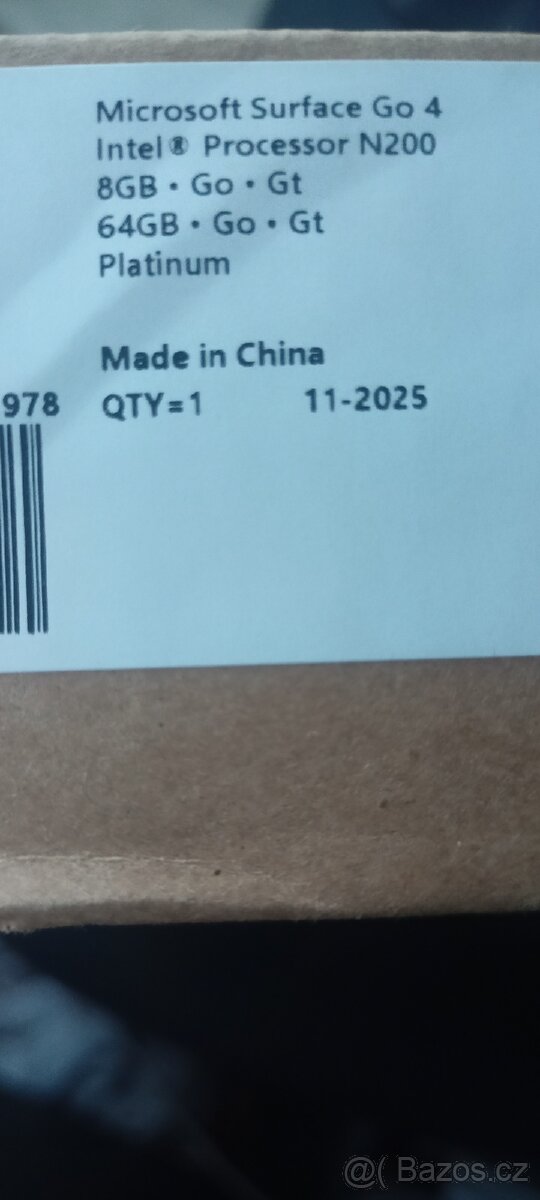 Microsoft Surface Go 4
Intel® Processor N200
8GB • Go • Gt
64GB • Go • Gt
Platinum
Made in China
978 QTY=1 11-2025
@( Bazos.cz